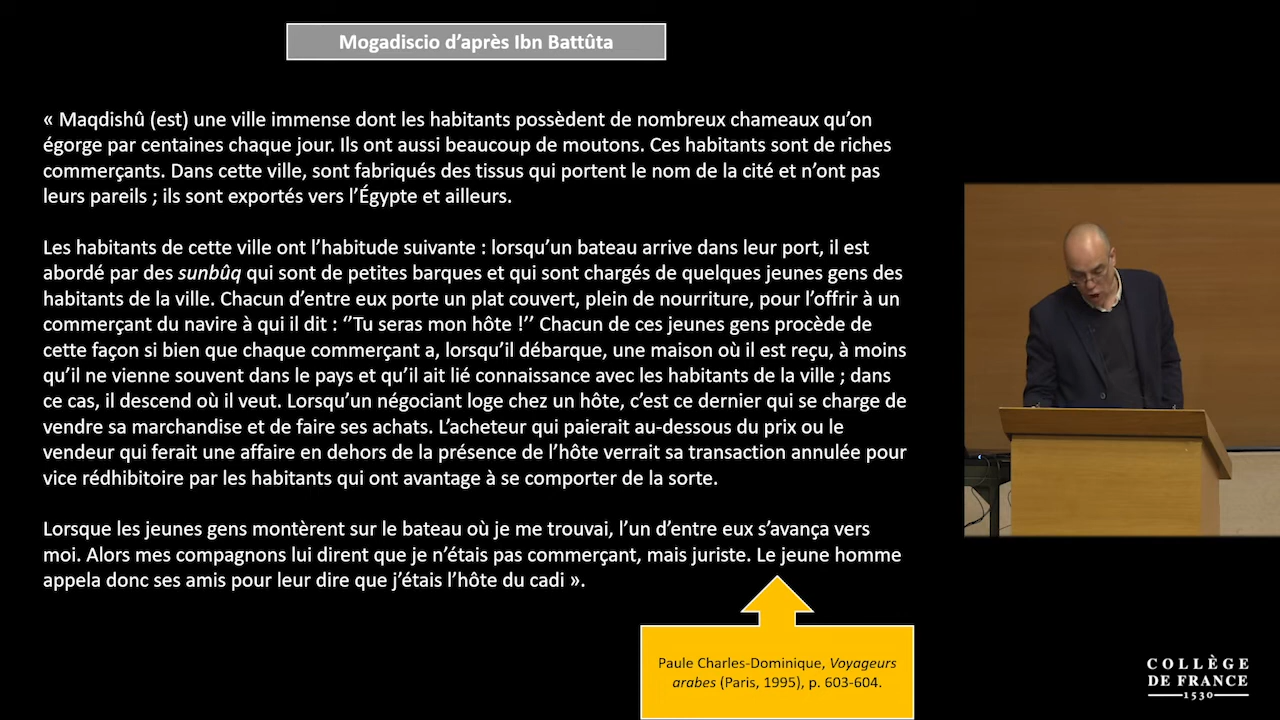 Mogadiscio d’après Ibn Battûta
« Maqdishû (est) une ville immense dont les habitants possèdent de nombreux chameaux qu’on
égorge par centaines chaque jour. Ils ont aussi beaucoup de moutons. Ces habitants sont de riches
commerçants. Dans cette ville, sont fabriqués des tissus qui portent le nom de la cité et n’ont pas
leurs pareils ; ils sont exportés vers l’Égypte et ailleurs.
Les habitants de cette ville ont l’habitude suivante : lorsqu’un bateau arrive dans leur port, il est
abordé par des sunbûq qui sont de petites barques et qui sont chargés de quelques jeunes gens des
habitants de la ville. Chacun d’entre eux porte un plat couvert, plein de nourriture, pour l’offrir à un
commerçant du navire à qui il dit : ‘’Tu seras mon hôte !’’ Chacun de ces jeunes gens procède de
cette façon si bien que chaque commerçant a, lorsqu’il débarque, une maison où il est reçu, à moins
qu’il ne vienne souvent dans le pays et qu’il ait lié connaissance avec les habitants de la ville ; dans
ce cas, il descend où il veut. Lorsqu’un négociant loge chez un hôte, c’est ce dernier qui se charge de
vendre sa marchandise et de faire ses achats. L’acheteur qui paierait au-dessous du prix ou le
vendeur qui ferait une affaire en dehors de la présence de l’hôte verrait sa transaction annulée pour
vice rédhibitoire par les habitants qui ont avantage à se comporter de la sorte.
Lorsque les jeunes gens montèrent sur le bateau où je me trouvai, l’un d’entre eux s’avança vers
moi. Alors mes compagnons lui dirent que je n’étais pas commerçant, mais juriste. Le jeune homme
appela donc ses amis pour leur dire que j’étais l’hôte du cadi ».
Paule Charles-Dominique, Voyageurs
arabes (Paris, 1995), p. 603-604.
COLLÈGE
DE FRANCE
1530